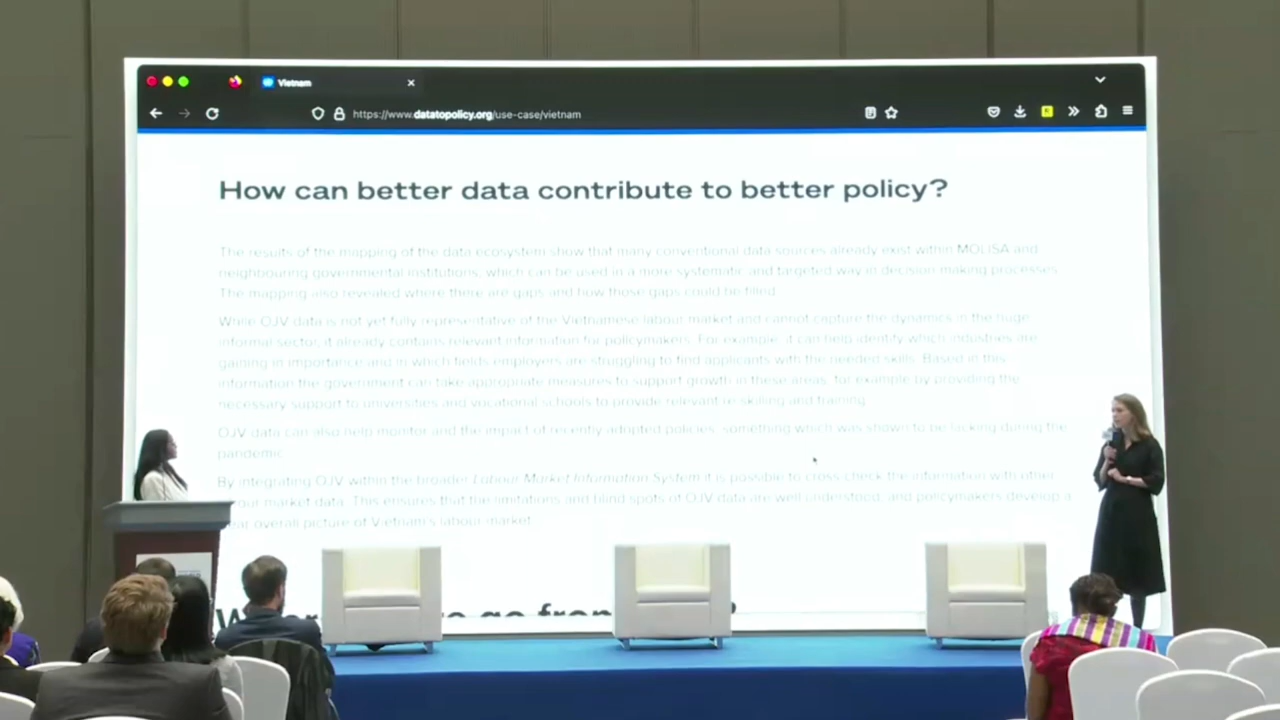 Vietnam
https://www.datatopolicy.org/use-case/vietnam
How can better data contribute to better policy?
The results of the mapping of the data ecosystem show that many conventional data sources already exist within MOLISA and
neighbouring governmental institutions, which can be used in a more systematic and targeted way in decision making processes.
The mapping also revealed where there are gaps and how those gaps could be filled.
While OJV data is not yet fully representative of the Vietnamese labour market and cannot capture the dynamics in the huge
informal sector, it already contains relevant information for policymakers. For example, it can help identify which industries are
gaining in importance and in which fields employers are struggling to find applicants with the needed skills. Based in this
information the government can take appropriate measures to support growth in these areas, for example by providing the
necessary support to universities and vocational schools to provide relevant re-skilling and training.
OJV data can also help monitor and the impact of recently adopted policies, something which was shown to be lacking during the
pandemic.
By integrating OJV within the broader Labour Market Information System it is possible to cross-check the information with other
labour market data. This ensures that the limitations and blind spots of OJV data are well understood, and policymakers develop a
overall picture of Vietnam's labour market.
go from